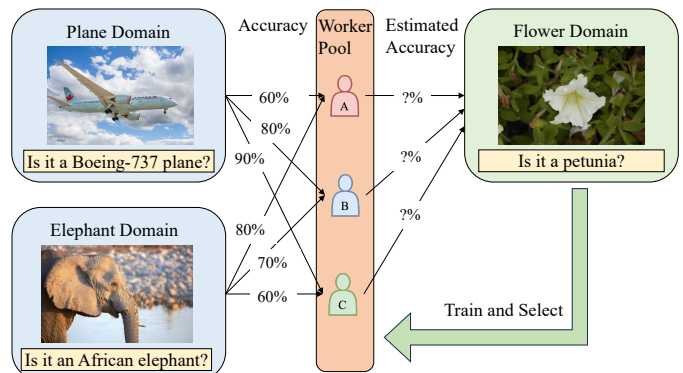 Plane Domain
Is it a Boeing-737 plane?
Elephant Domain
Is it an African elephant?
Accuracy
60%
80%
90%
80%
70%
60%
Worker
Pool
A
B
C
Estimated
Accuracy
?%
?%
?%
Flower Domain
Is it a petunia?
Train and Select